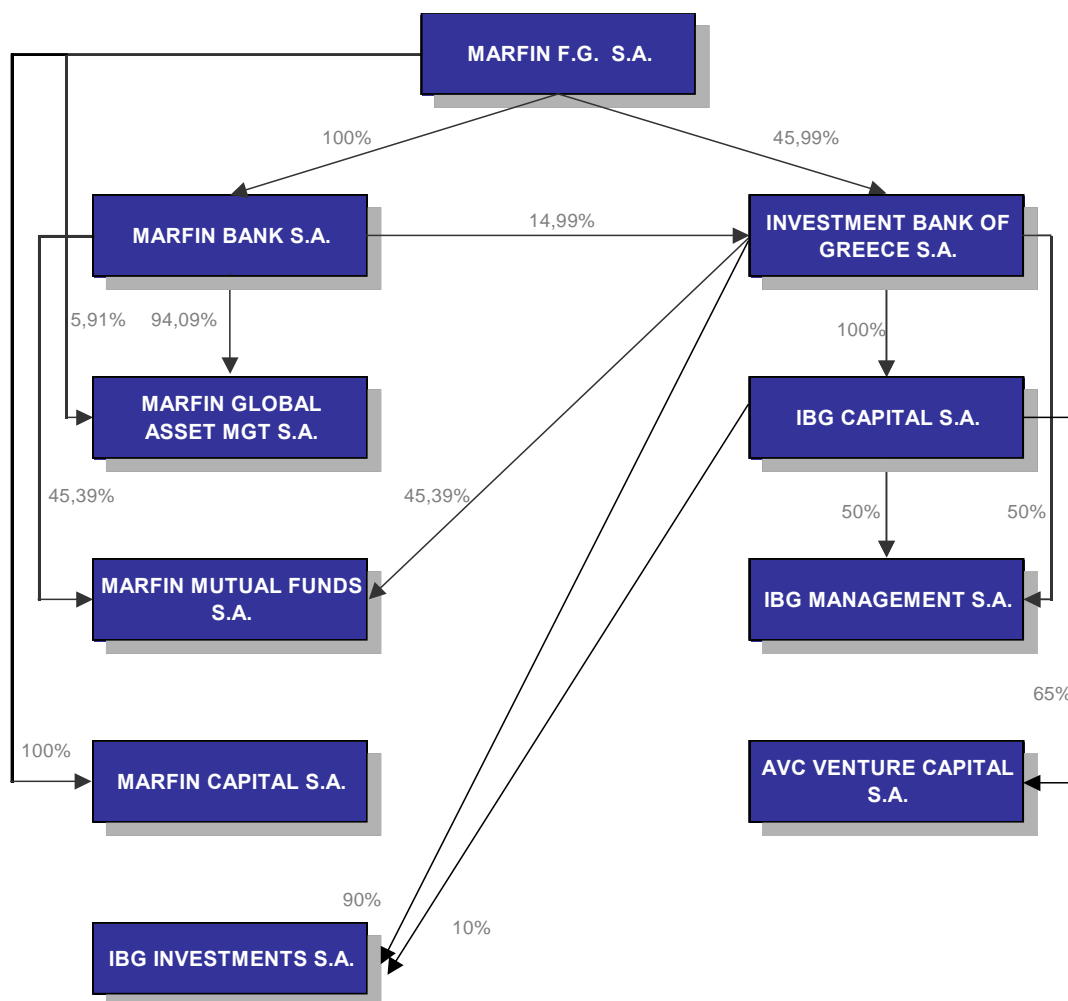 MARFIN F.G. S.A.
100%
45,99%
MARFIN BANK S.A.
14,99%
INVESTMENT BANK OF
GREECE S.A.
5,91%
94,09%
100%
MARFIN GLOBAL
ASSET MGT S.A.
IBG CAPITAL S.A.
45,39%
45,39%
50%
50%
MARFIN MUTUAL FUNDS
S.A.
IBG MANAGEMENT S.A.
65%
100%
MARFIN CAPITAL S.A.
AVC VENTURE CAPITAL
S.A.
90%
10%
IBG INVESTMENTS S.A.